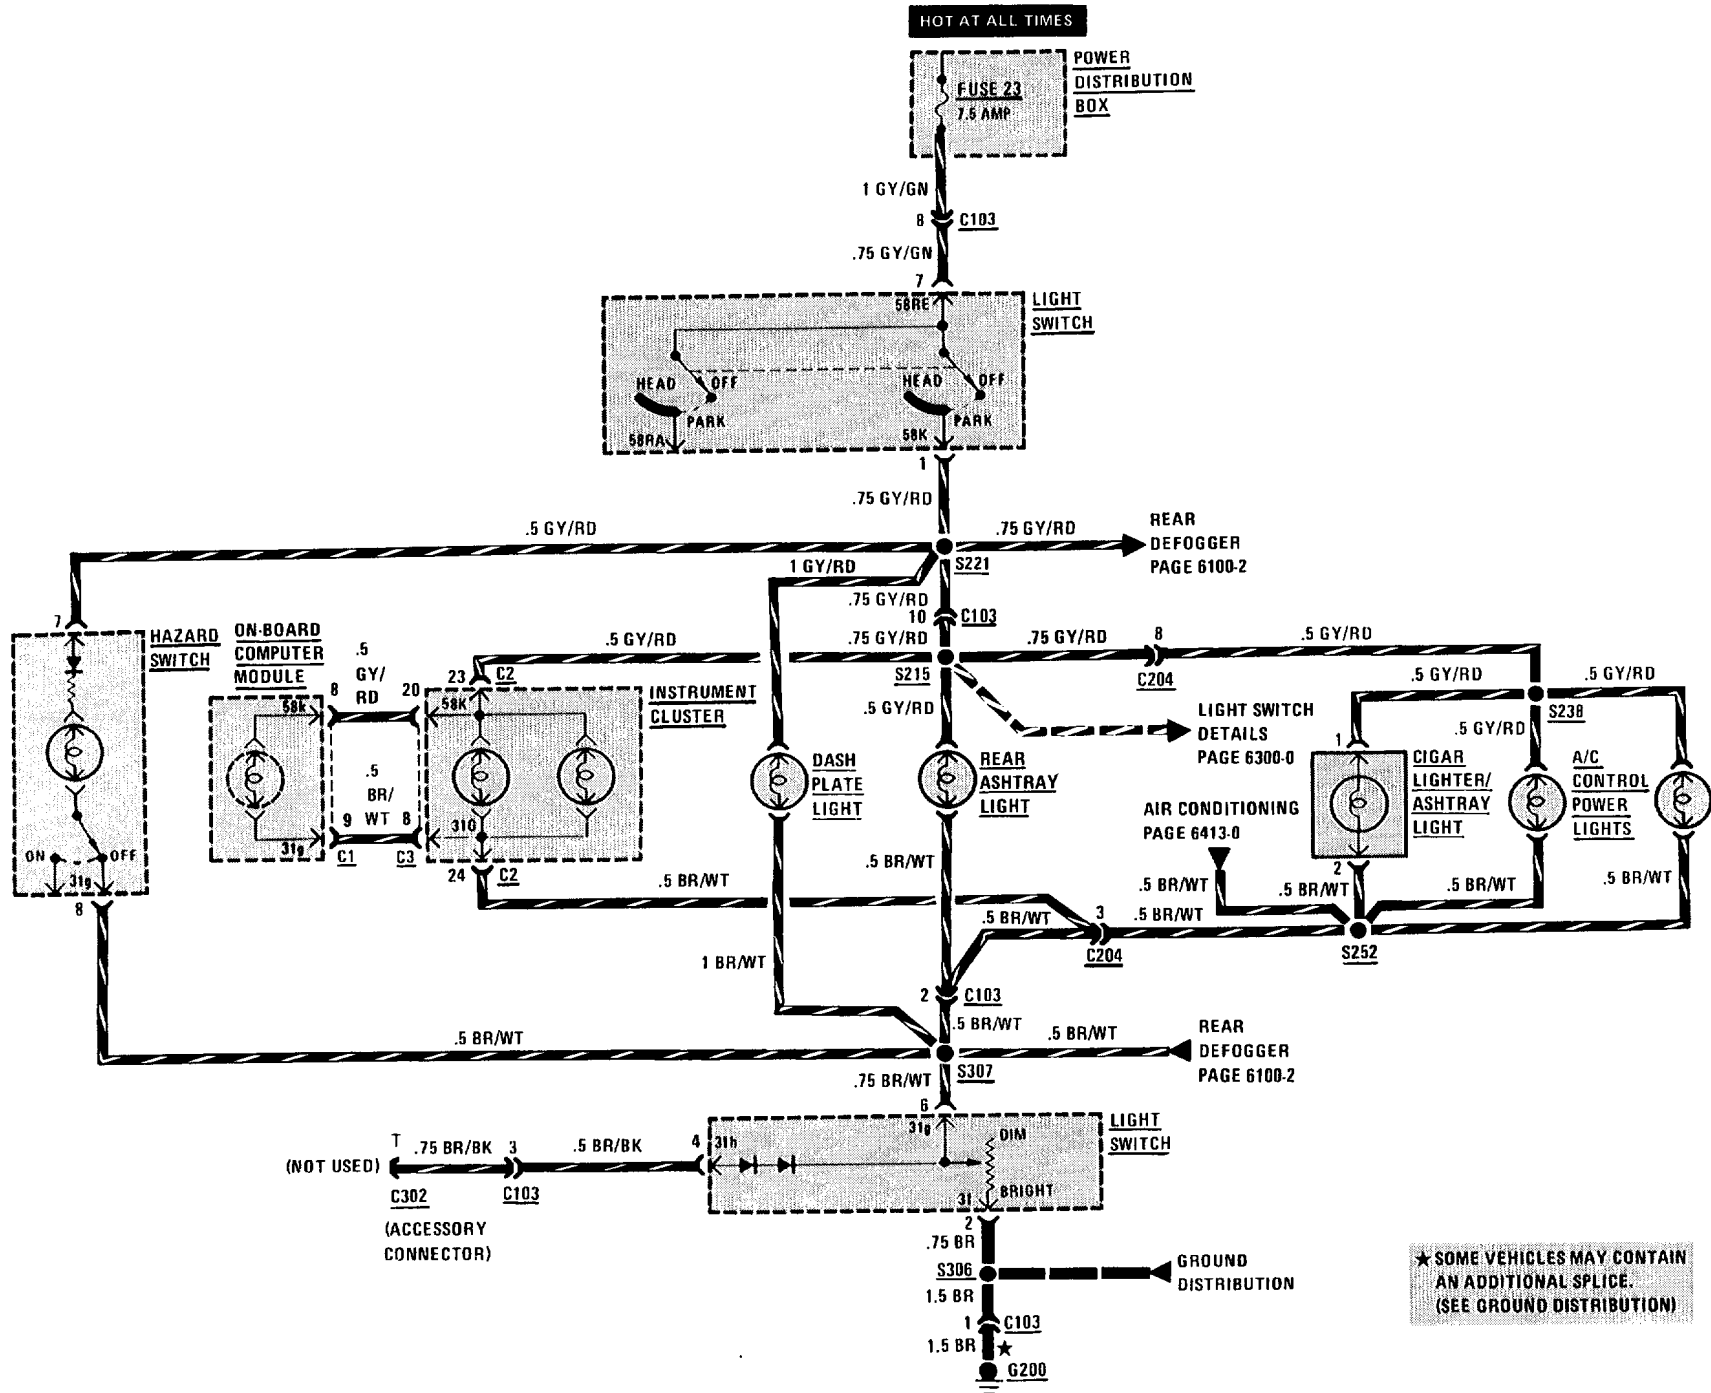 HOT AT ALL TIMES
POWER
DISTRIBUTION
BOX
FUSE 23
7.5 AMP
1 GY/GN
8
C103
.75 GY/GN
7
58RE
LIGHT
SWITCH
HEAD
OFF
PARK
58RA
HEAD
OFF
PARK
58K
1
.75 GY/RD
.5 GY/RD
.75 GY/RD
REAR
DEFOGGER
PAGE 6100-2
S221
1 GY/RD
.75 GY/RD
10
C103
7
HAZARD
SWITCH
ON-BOARD
COMPUTER
MODULE
.5
GY/
RD
.5 GY/RD
.75 GY/RD
.75 GY/RD
8
.5 GY/RD
C204
S215
23
C2
8
20
58k
58K
INSTRUMENT
CLUSTER
.5 GY/RD
LIGHT SWITCH
DETAILS
PAGE 6300-0
.5 GY/RD
.5 GY/RD
S238
.5 GY/RD
1
CIGAR
LIGHTER/
ASHTRAY
LIGHT
A/C
CONTROL
POWER
LIGHTS
DASH
PLATE
LIGHT
REAR
ASHTRAY
LIGHT
.5
BR/
WT
9
8
31g
31G
C1
C3
24
C2
ON
OFF
31g
8
AIR CONDITIONING
PAGE 6413-0
2
.5 BR/WT
.5 BR/WT
.5 BR/WT
.5 BR/WT
.5 BR/WT
.5 BR/WT
.5 BR/WT
3
.5 BR/WT
C204
S252
1 BR/WT
2
C103
.5 BR/WT
.5 BR/WT
.5 BR/WT
REAR
DEFOGGER
PAGE 6100-2
S307
.75 BR/WT
6
31g
LIGHT
SWITCH
DIM
BRIGHT
31
T
(NOT USED)
.75 BR/BK
3
.5 BR/BK
4
31h
C302
C103
(ACCESSORY
CONNECTOR)
2
.75 BR
S306
GROUND
DISTRIBUTION
1.5 BR
1
C103
1.5 BR
★
G200
★ SOME VEHICLES MAY CONTAIN
AN ADDITIONAL SPLICE.
(SEE GROUND DISTRIBUTION)